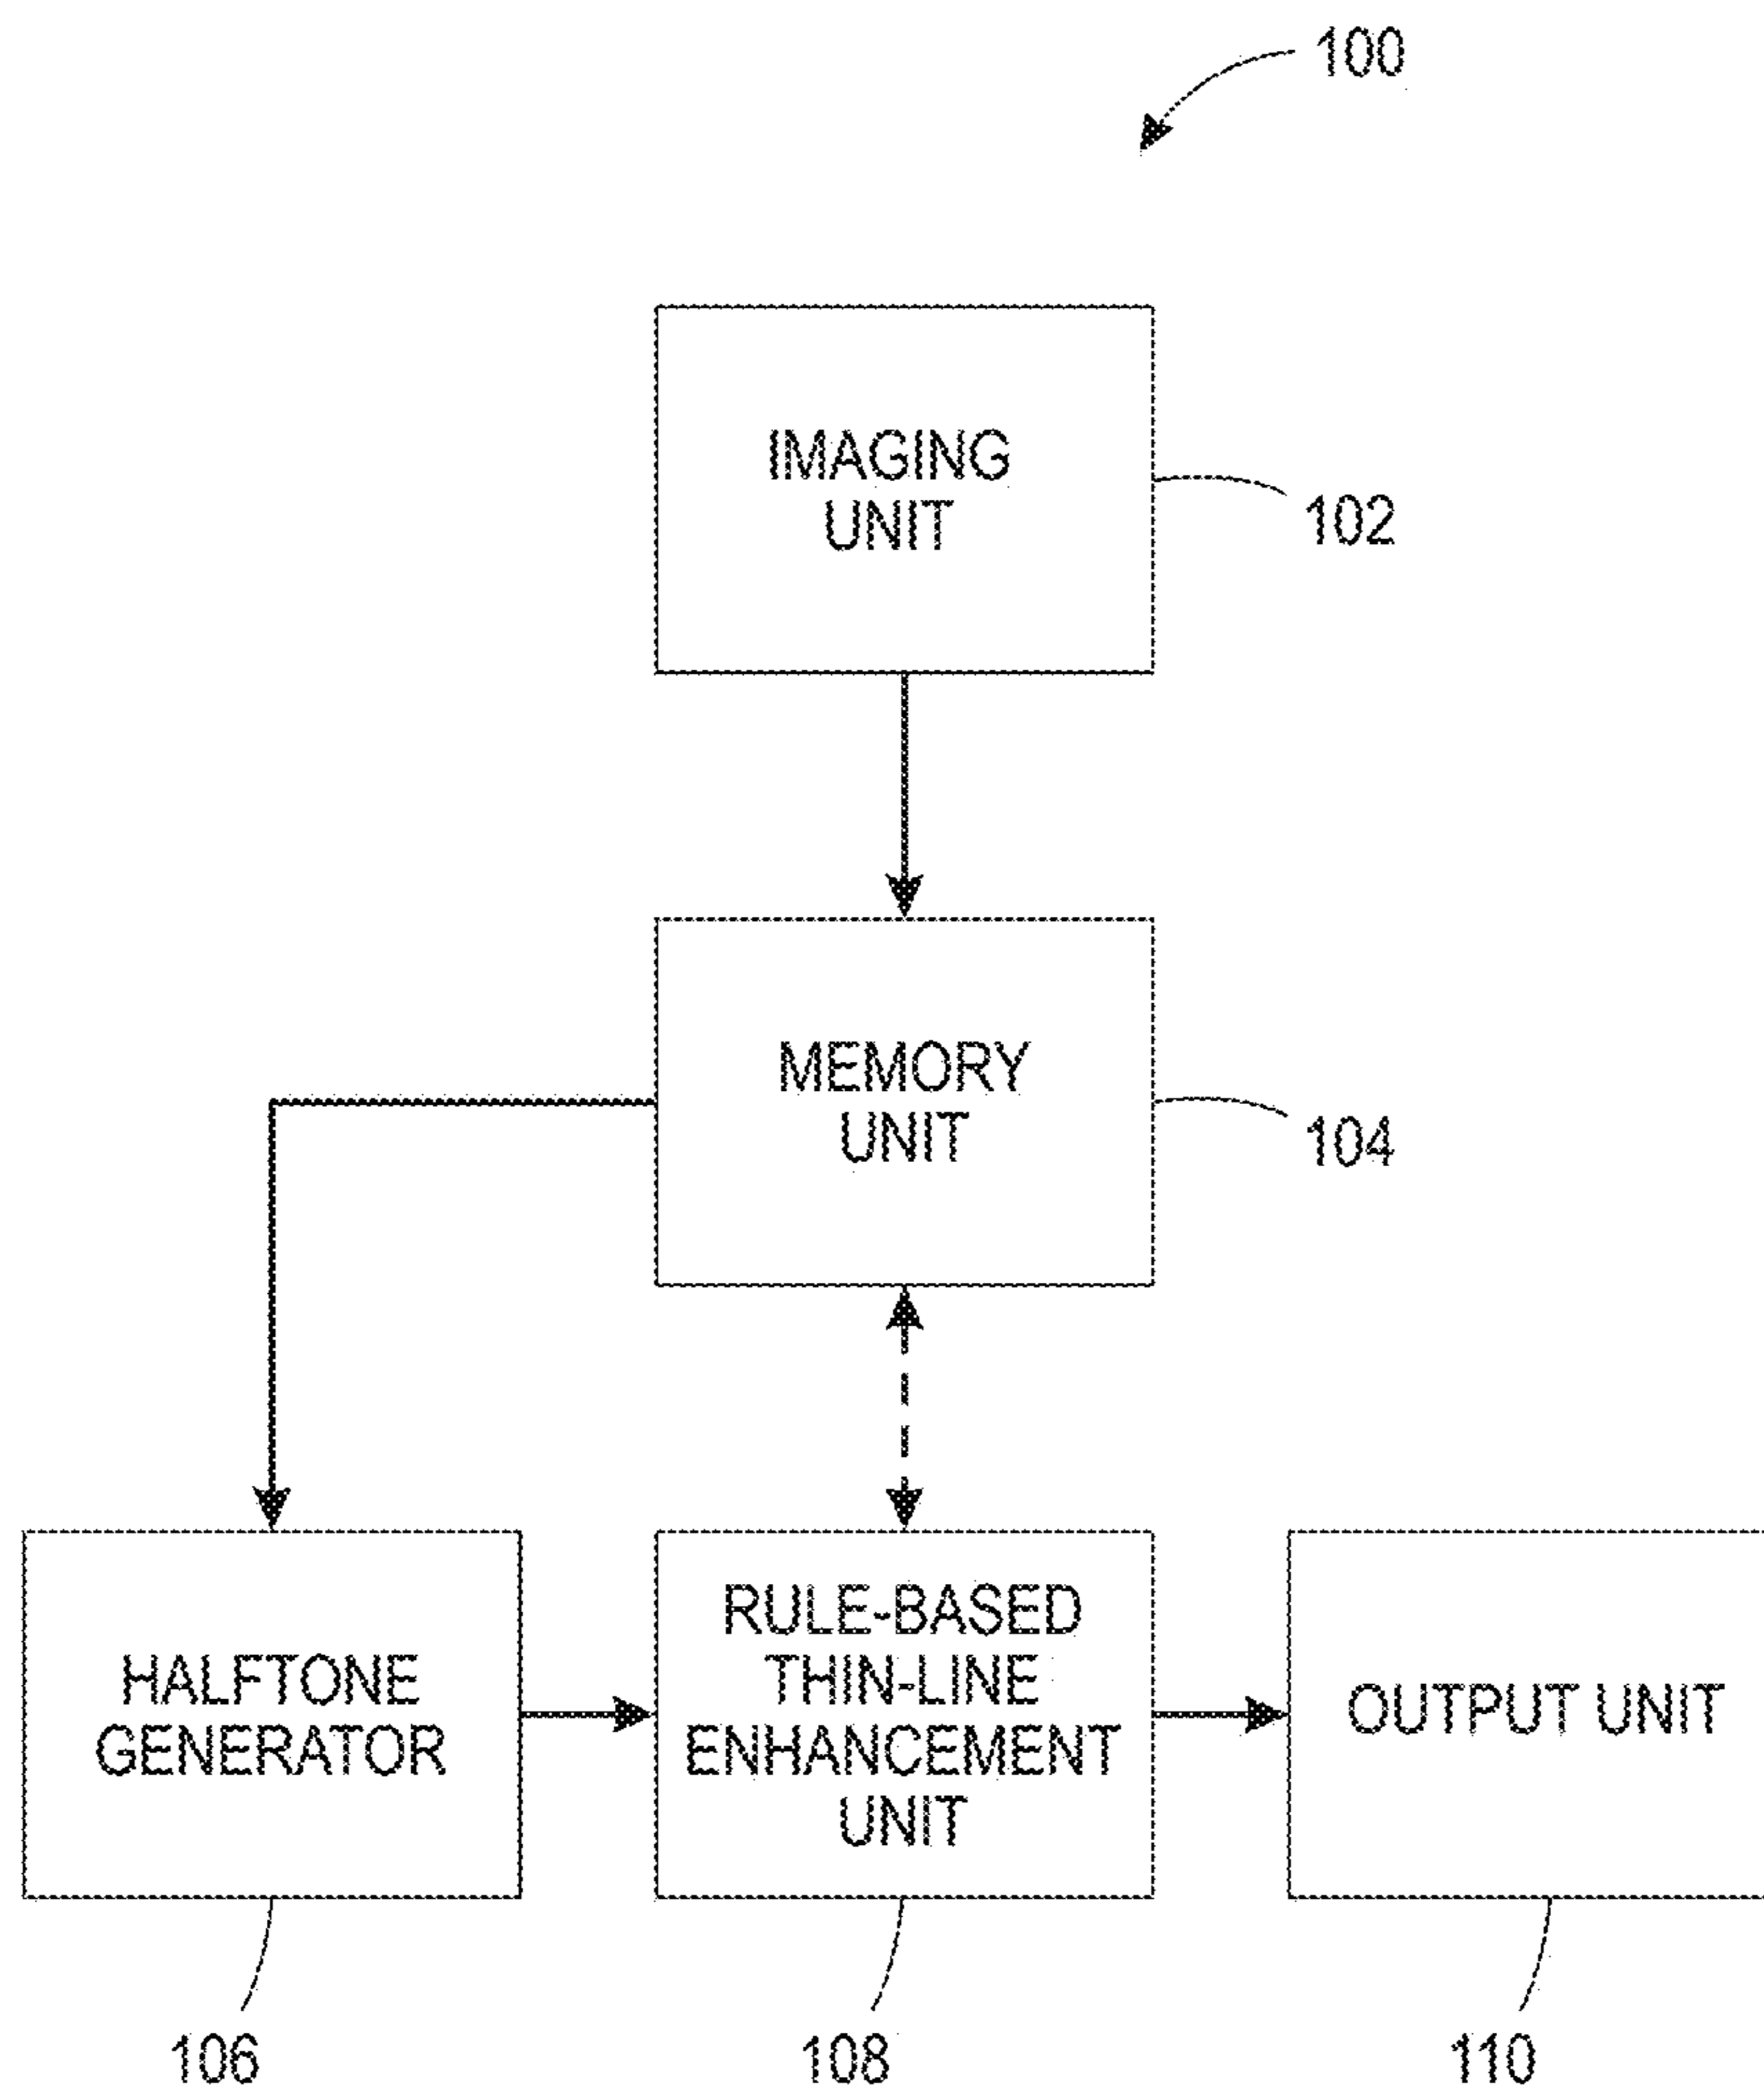 100
IMAGING
UNIT
102
MEMORY
UNIT
104
HALFTONE
GENERATOR
RULE-BASED
THIN-LINE
ENHANCEMENT
UNIT
OUTPUT UNIT
106
108
110